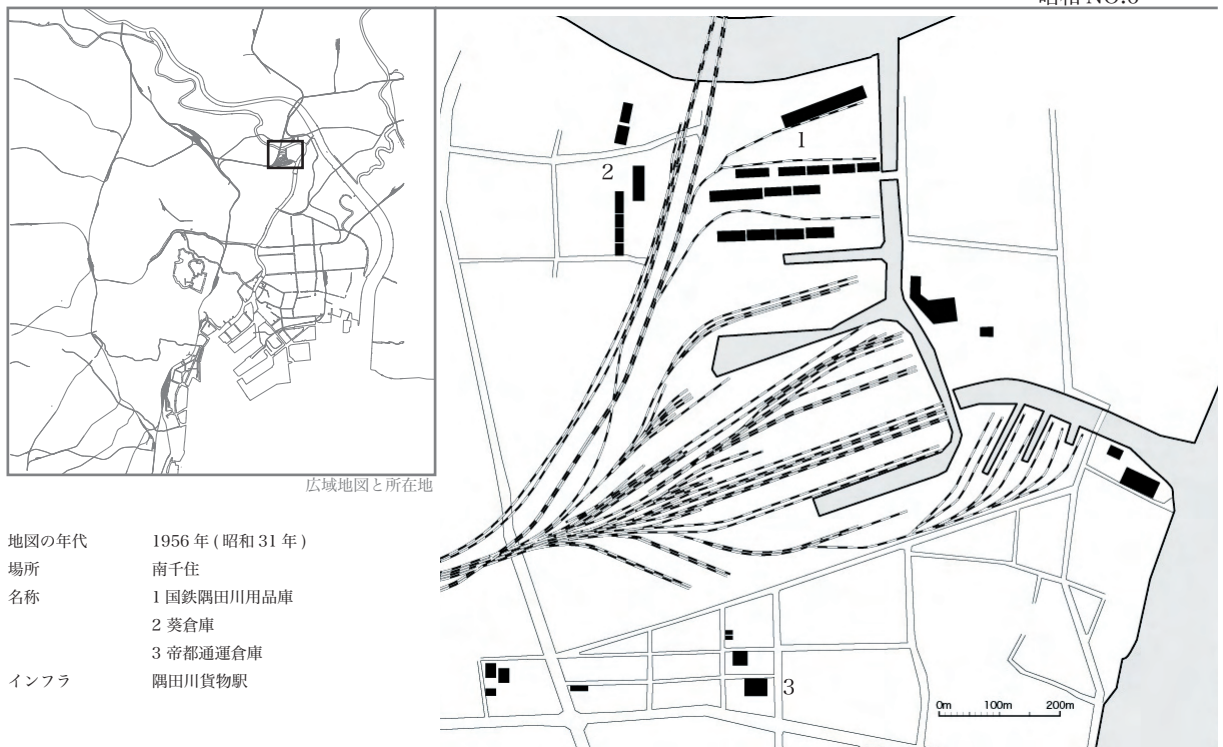 広域地図と所在地
地図の年代 1956 年 ( 昭和 31 年 )
場所 南千住
名称 1 国鉄隅田川用品庫
2 葵倉庫
3 帝都通運倉庫
インフラ 隅田川貨物駅
1
2
3
0m 100m 200m